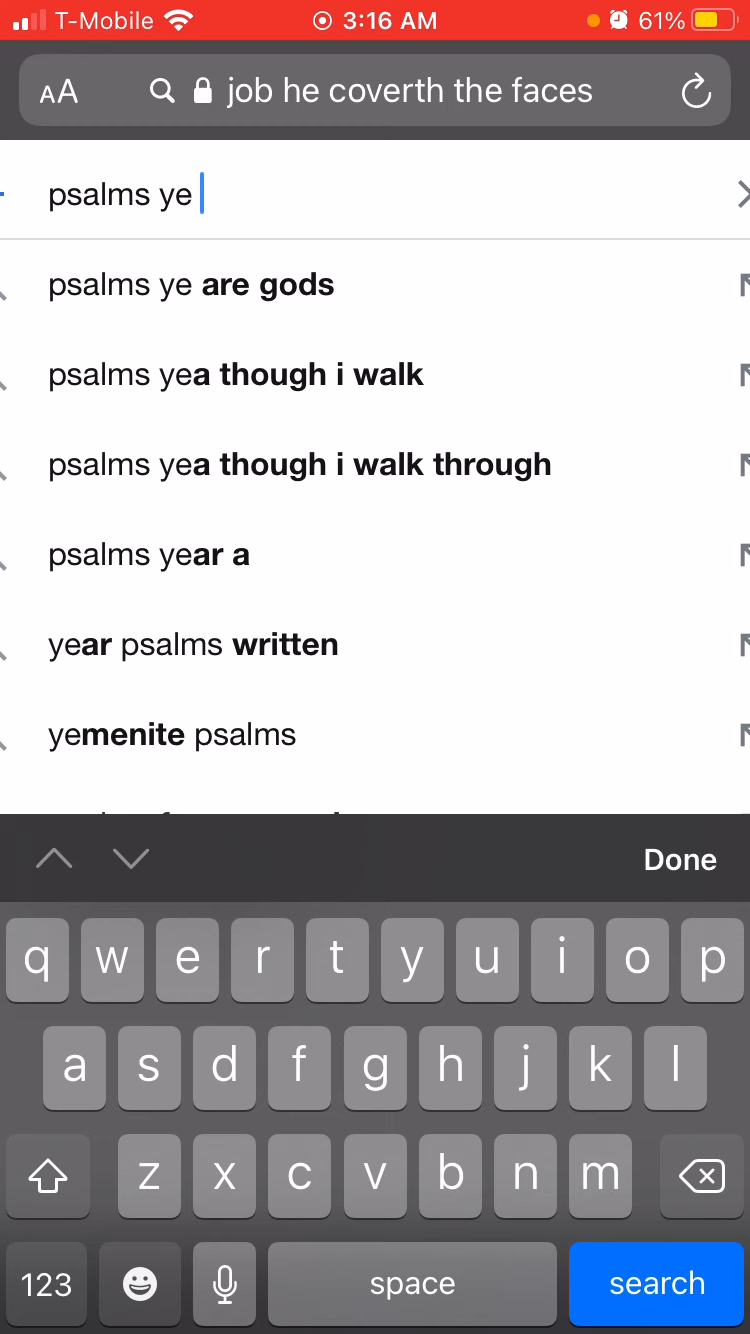 T-Mobile 3:16 AM 61%
AA job he coverth the faces
psalms ye
psalms ye are gods
psalms yea though i walk
psalms yea though i walk through
psalms year a
year psalms written
yemenite psalms
Done
q w e r t y u i o p
a s d f g h j k l
z x c v b n m
123 space search